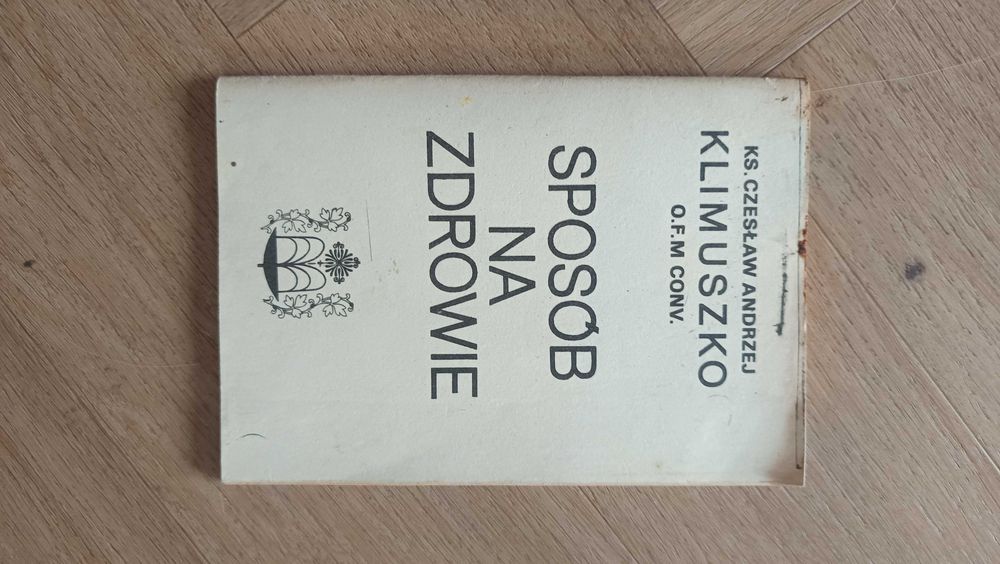 KS. CZESŁAW ANDRZEJ
KLIMUSZKO
O.F.M CONV.
SPOSÓB
NA
ZDROWIE